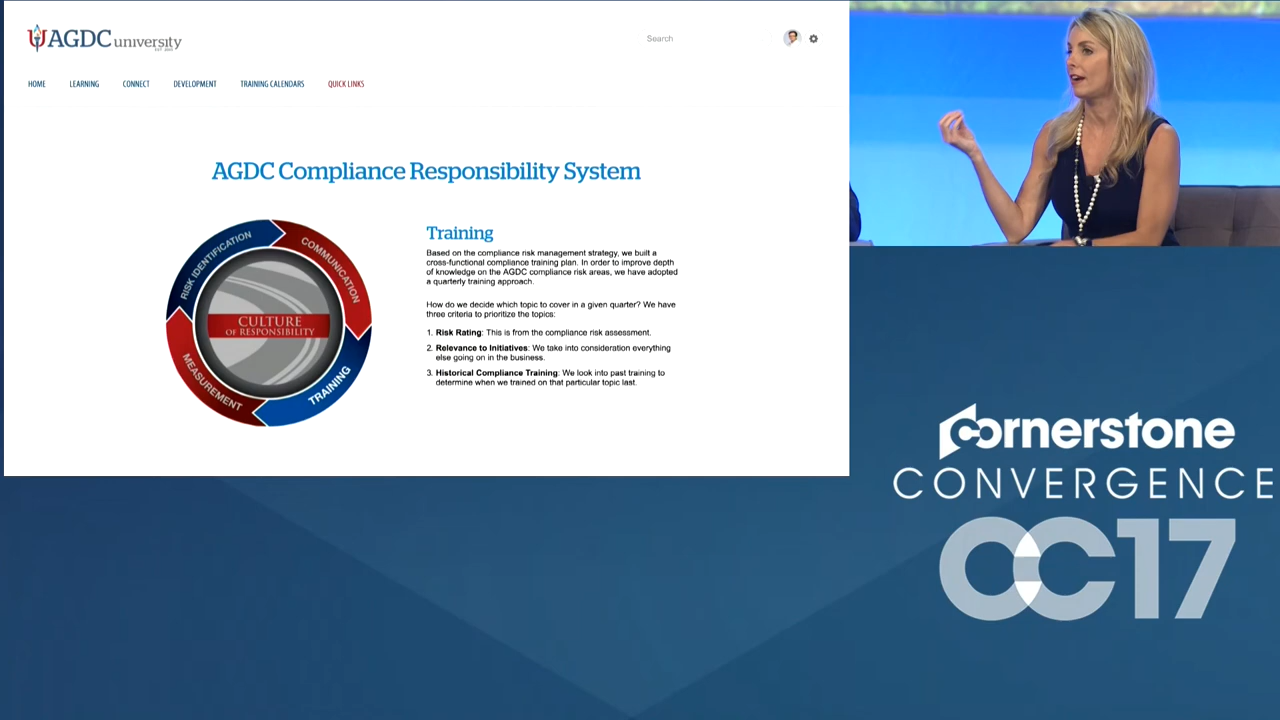 AGDC university
EST. 2005
Search
HOME LEARNING CONNECT DEVELOPMENT TRAINING CALENDARS QUICK LINKS
AGDC Compliance Responsibility System
RISK IDENTIFICATION
COMMUNICATION
TRAINING
MEASUREMENT
CULTURE
OF RESPONSIBILITY
Training
Based on the compliance risk management strategy, we built a
cross-functional compliance training plan. In order to improve depth
of knowledge on the AGDC compliance risk areas, we have adopted
a quarterly training approach.
How do we decide which topic to cover in a given quarter? We have
three criteria to prioritize the topics:
1. Risk Rating: This is from the compliance risk assessment.
2. Relevance to Initiatives: We take into consideration everything
else going on in the business.
3. Historical Compliance Training: We look into past training to
determine when we trained on that particular topic last.
Cornerstone
CONVERGENCE
CC17